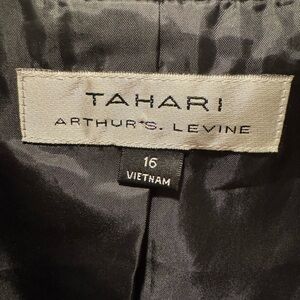 TAHARI
ARTHUR S. LEVINE
16
VIETNAM